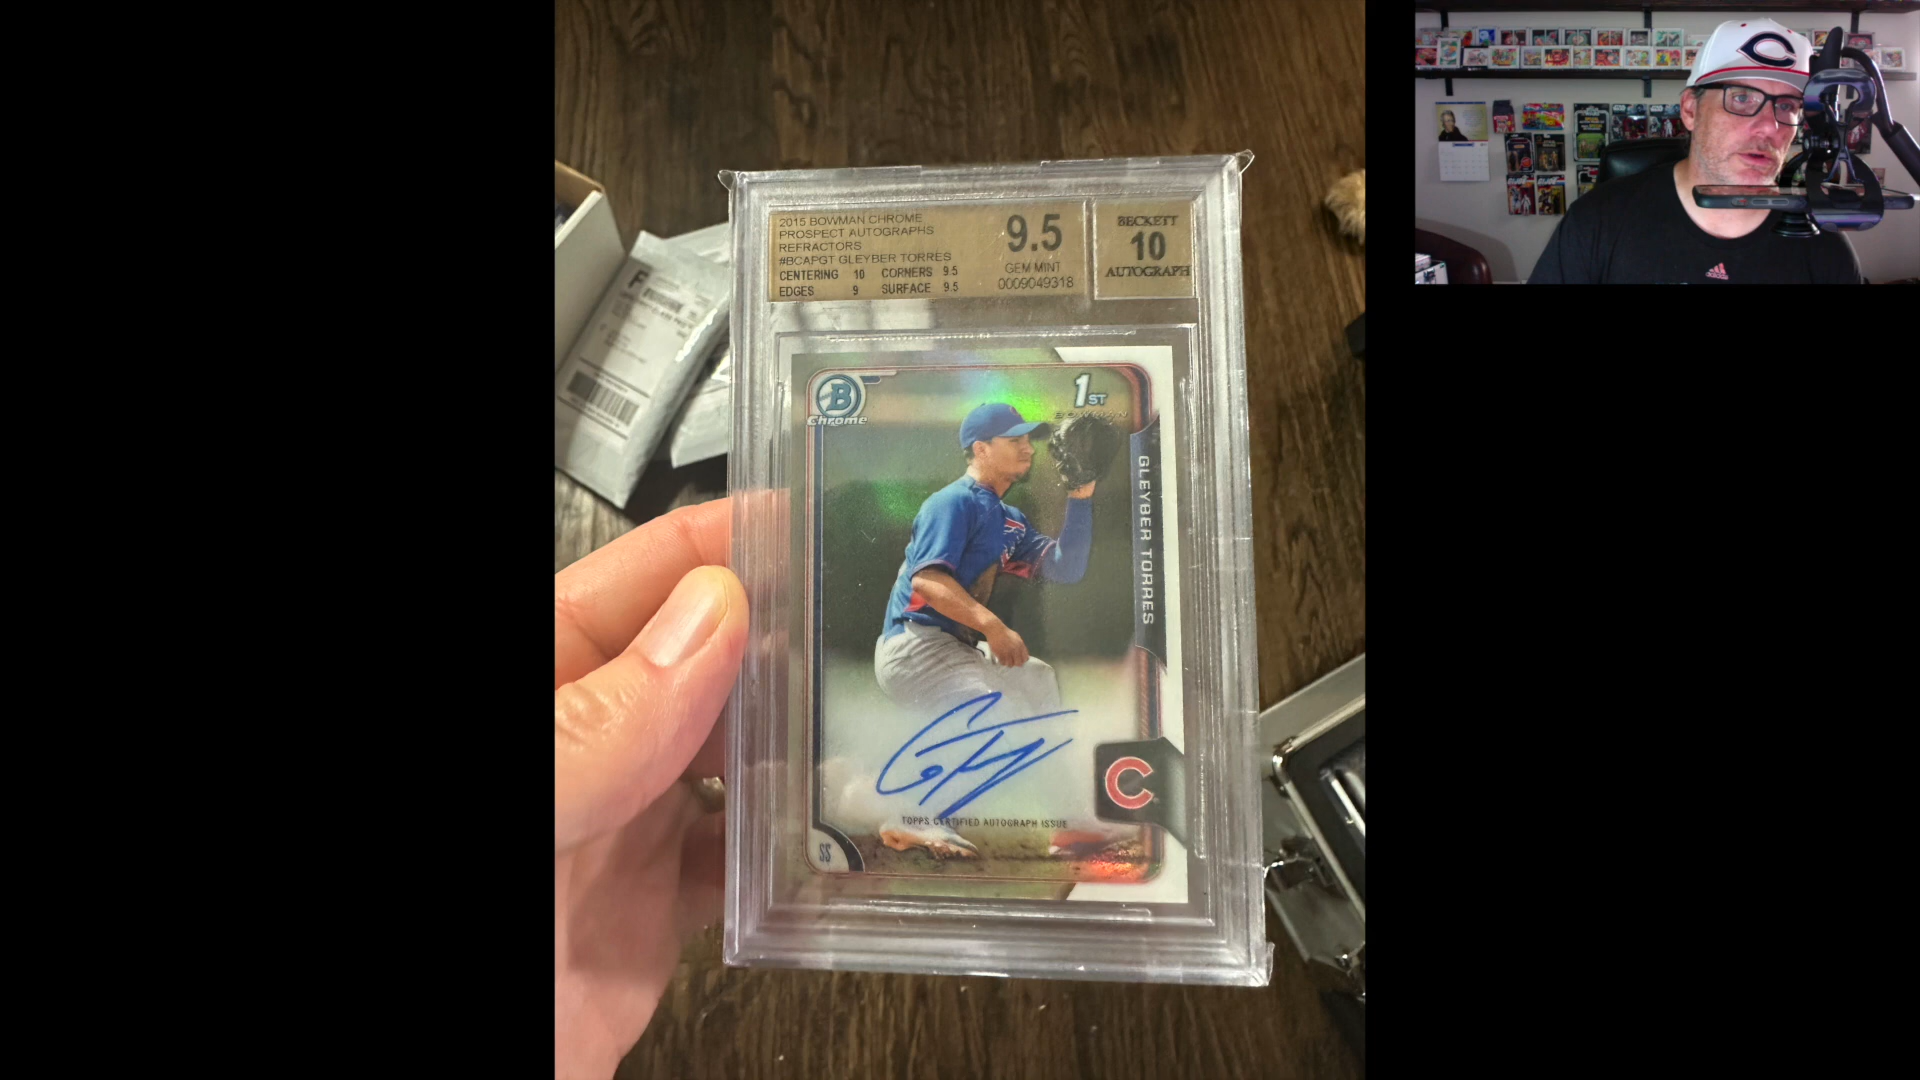 2015 BOWMAN CHROME
PROSPECT AUTOGRAPHS
REFRACTORS
#BCAPGT GLEYBER TORRES
CENTERING 10 CORNERS 9.5
EDGES 9 SURFACE 9.5
9.5
GEM MINT
0009049318
BECKETT
10
AUTOGRAPH
B
Chrome
1ST
BOWMAN
GLEYBER TORRES
C
TOPPS CERTIFIED AUTOGRAPH ISSUE
SS
F
C